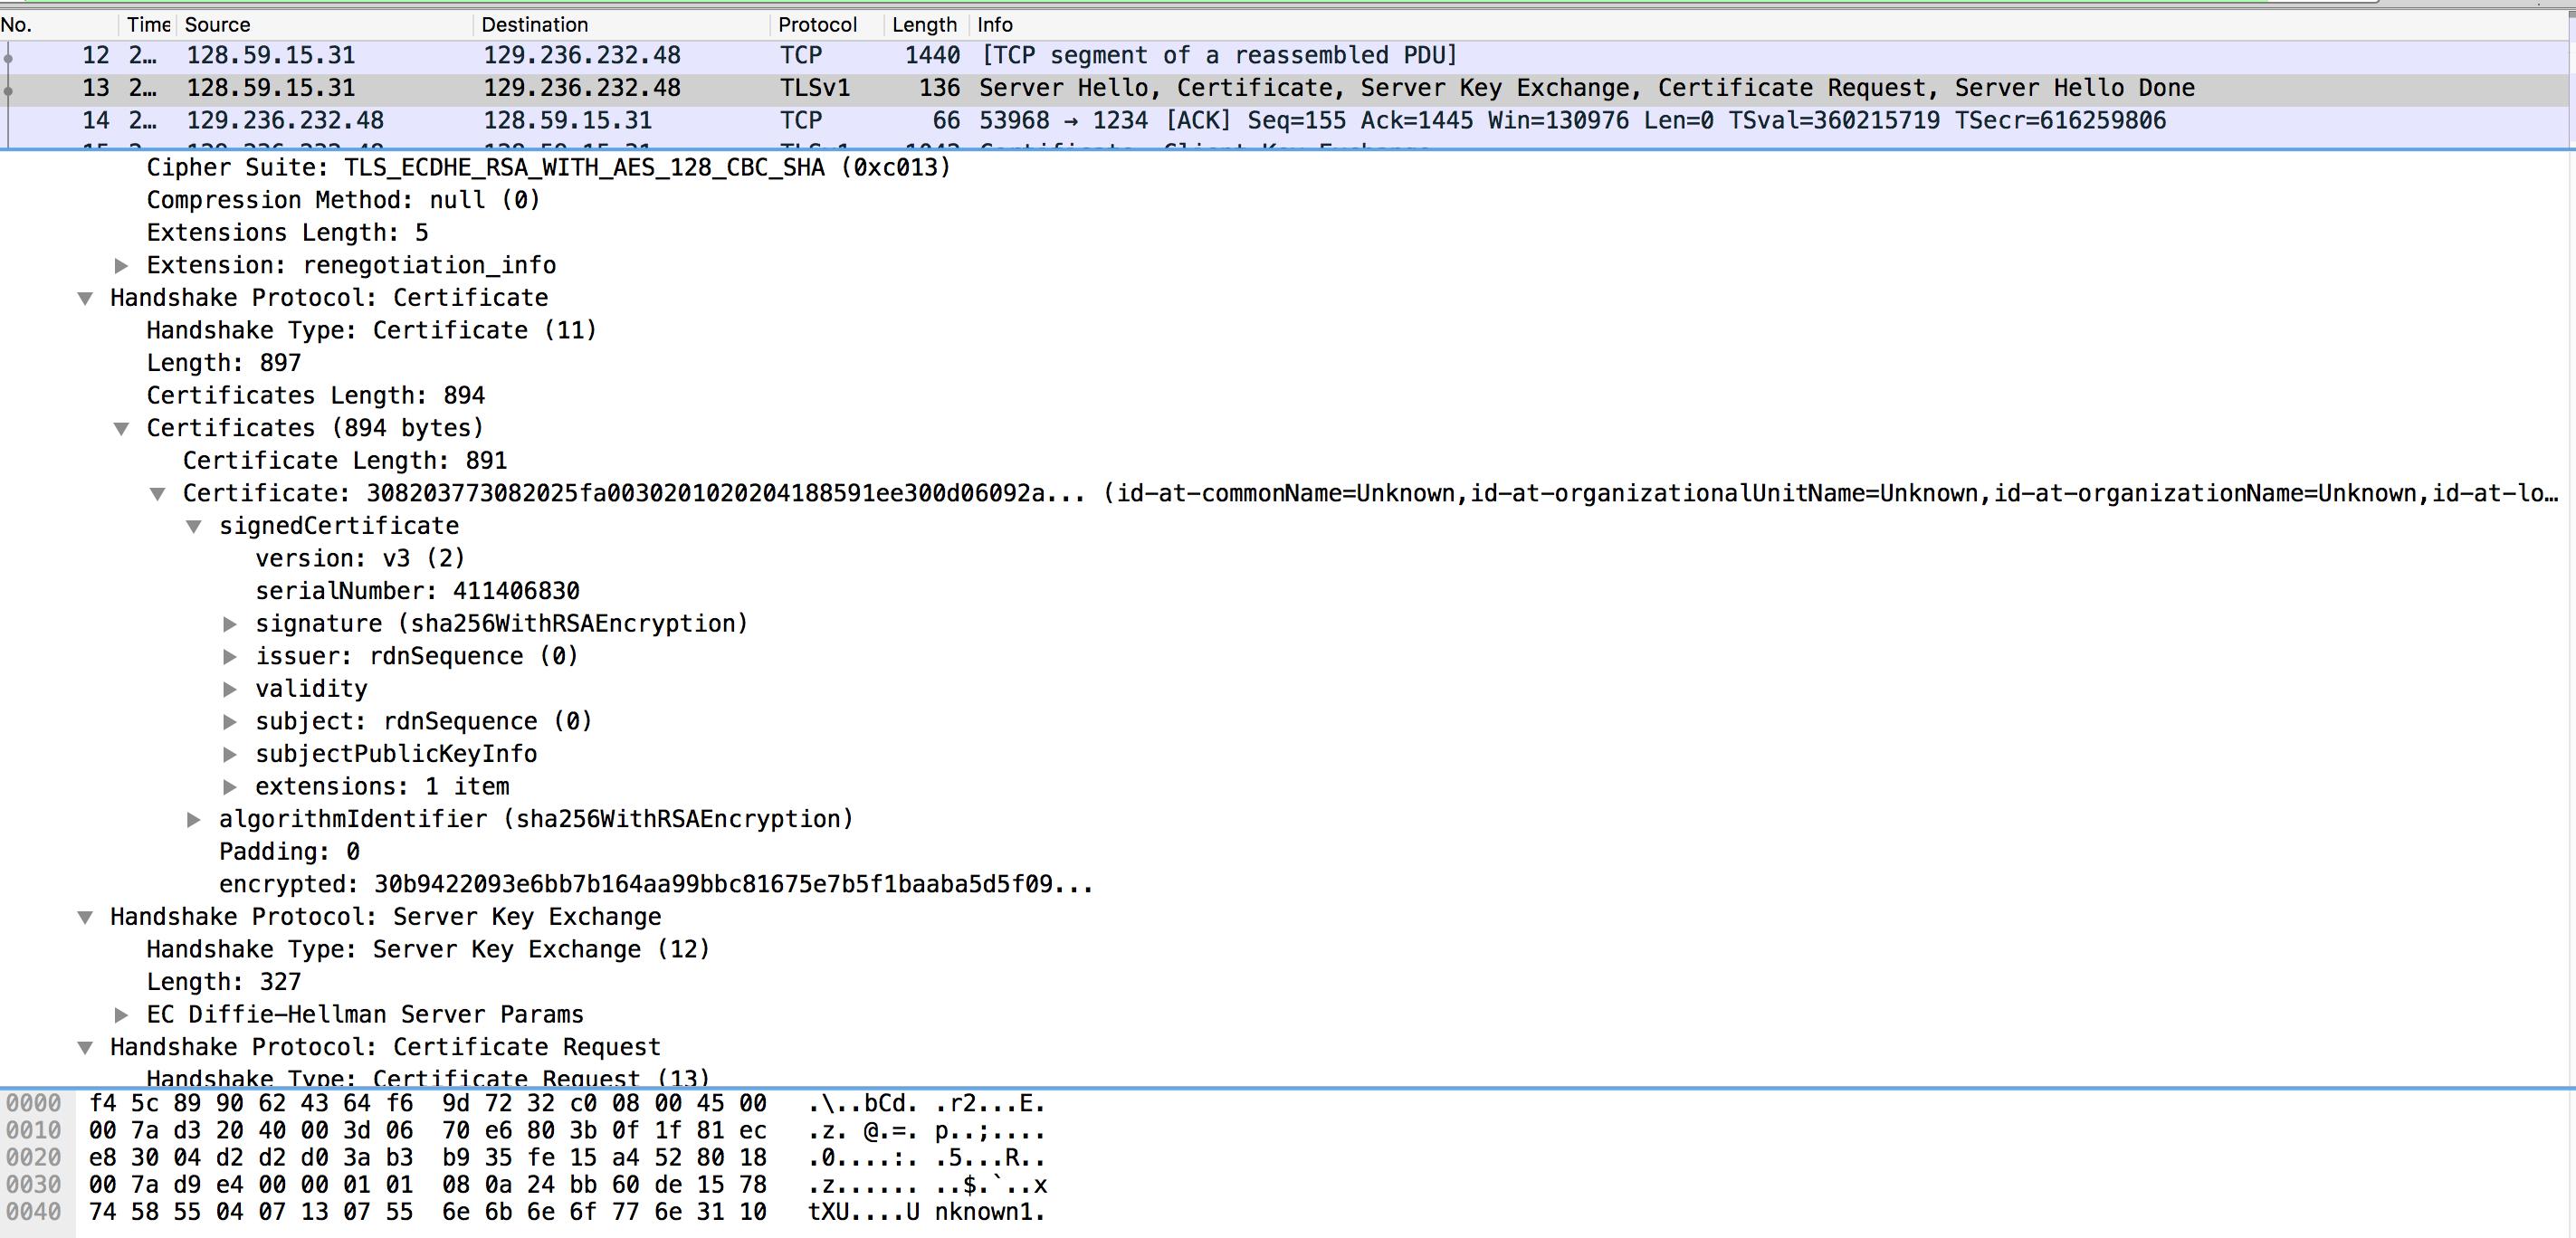 No. Time Source Destination Protocol Length Info
12 2… 128.59.15.31 129.236.232.48 TCP 1440 [TCP segment of a reassembled PDU]
13 2… 128.59.15.31 129.236.232.48 TLSv1 136 Server Hello, Certificate, Server Key Exchange, Certificate Request, Server Hello Done
14 2… 129.236.232.48 128.59.15.31 TCP 66 53968 → 1234 [ACK] Seq=155 Ack=1445 Win=130976 Len=0 TSval=360215719 TSecr=616259806
Cipher Suite: TLS_ECDHE_RSA_WITH_AES_128_CBC_SHA (0xc013)
Compression Method: null (0)
Extensions Length: 5
Extension: renegotiation_info
Handshake Protocol: Certificate
Handshake Type: Certificate (11)
Length: 897
Certificates Length: 894
Certificates (894 bytes)
Certificate Length: 891
Certificate: 308203773082025fa0030201020204188591ee300d06092a... (id-at-commonName=Unknown,id-at-organizationalUnitName=Unknown,id-at-organizationName=Unknown,id-at-lo…
signedCertificate
version: v3 (2)
serialNumber: 411406830
signature (sha256WithRSAEncryption)
issuer: rdnSequence (0)
validity
subject: rdnSequence (0)
subjectPublicKeyInfo
extensions: 1 item
algorithmIdentifier (sha256WithRSAEncryption)
Padding: 0
encrypted: 30b9422093e6bb7b164aa99bbc81675e7b5f1baaba5d5f09...
Handshake Protocol: Server Key Exchange
Handshake Type: Server Key Exchange (12)
Length: 327
EC Diffie-Hellman Server Params
Handshake Protocol: Certificate Request
Handshake Type: Certificate Request (13)
0000 f4 5c 89 90 62 43 64 f6 9d 72 32 c0 08 00 45 00 .\..bCd. .r2...E.
0010 00 7a d3 20 40 00 3d 06 70 e6 80 3b 0f 1f 81 ec .z. @.=. p..;....
0020 e8 30 04 d2 d2 d0 3a b3 b9 35 fe 15 a4 52 80 18 .0....:. .5...R..
0030 00 7a d9 e4 00 00 01 01 08 0a 24 bb 60 de 15 78 .z...... ..$.`..x
0040 74 58 55 04 07 13 07 55 6e 6b 6e 6f 77 6e 31 10 tXU....U nknown1.